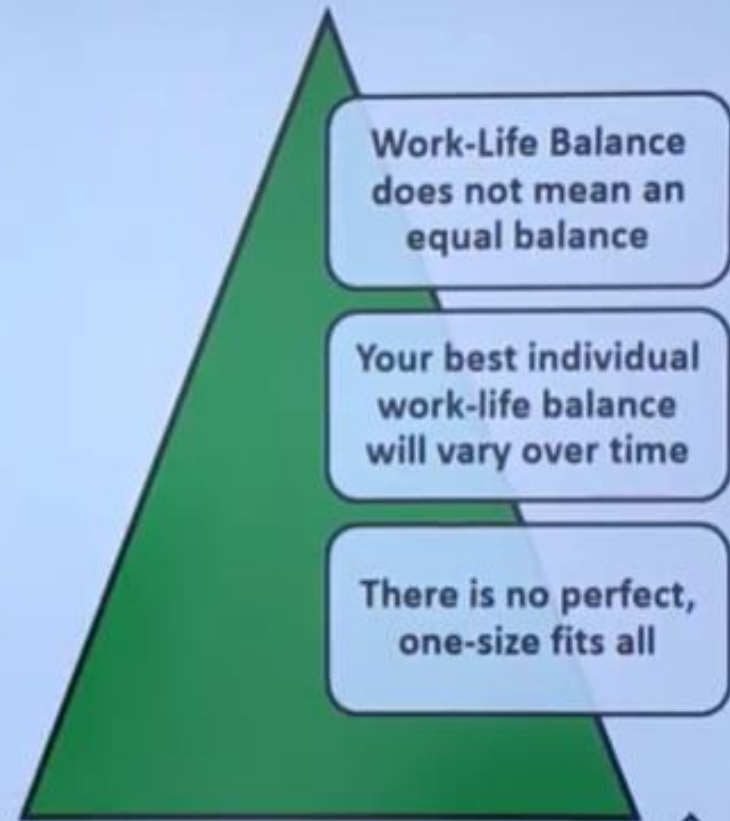 Work-Life Balance
does not mean an
equal balance
Your best individual
work-life balance
will vary over time
There is no perfect,
one-size fits all